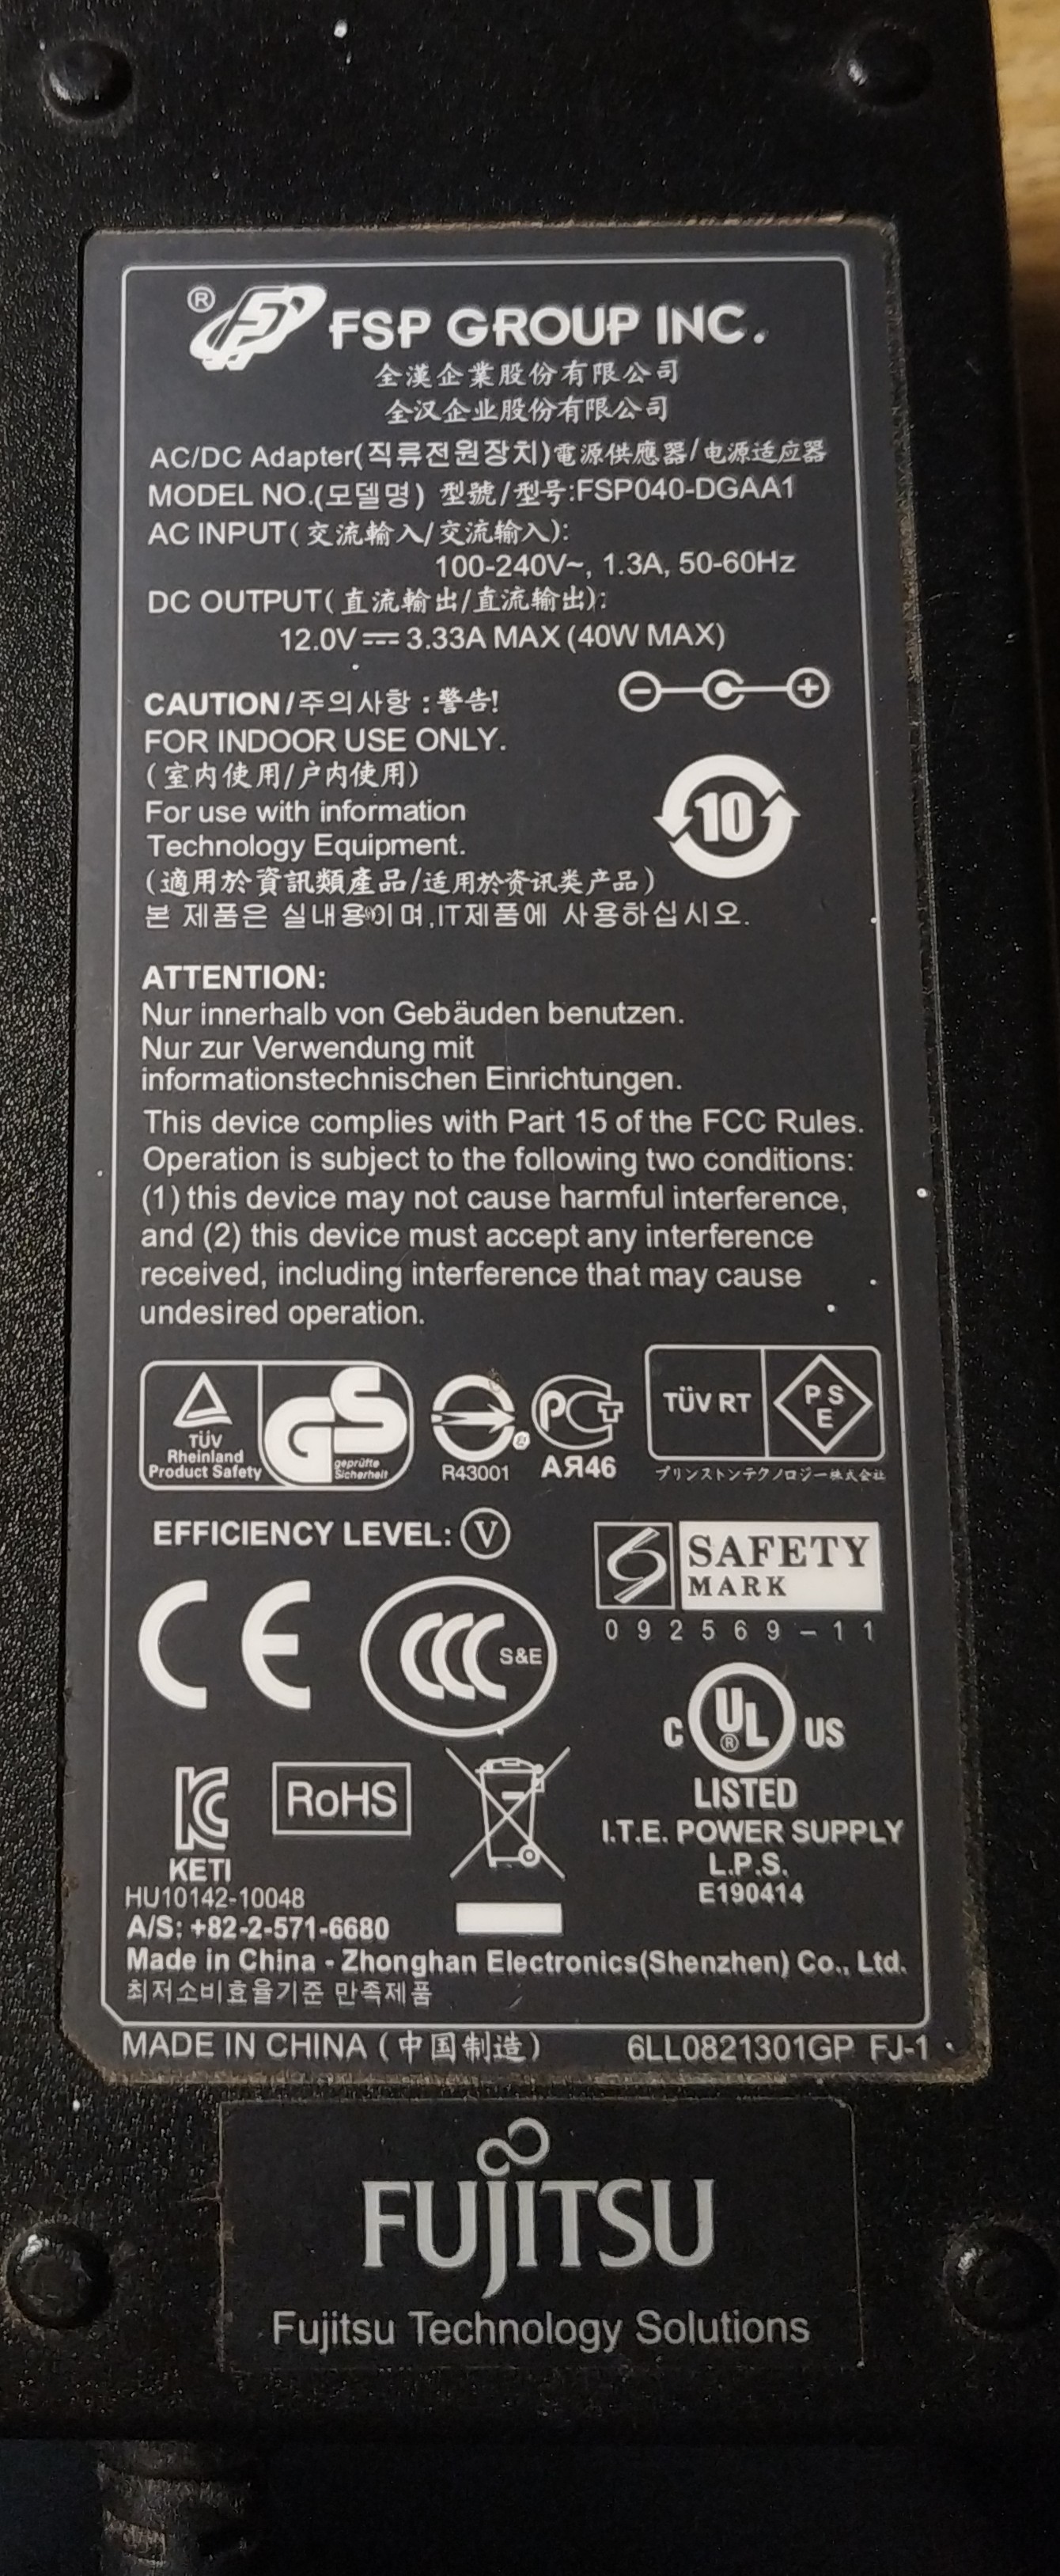 ® FSP GROUP INC.
全漢企業股份有限公司
全汉企业股份有限公司
AC/DC Adapter(직류전원장치)電源供應器/电源适应器
MODEL NO.(모델명) 型號/型号:FSP040-DGAA1
AC INPUT(交流輸入/交流输入):
100-240V~, 1.3A, 50-60Hz
DC OUTPUT(直流輸出/直流输出):
12.0V⎓3.33A MAX (40W MAX)
CAUTION/주의사항 :警告!
FOR INDOOR USE ONLY.
(室内使用/户内使用)
10
For use with information
Technology Equipment.
(適用於資訊類產品/适用於资讯类产品)
본 제품은 실내용이며,IT제품에 사용하십시오.
ATTENTION:
Nur innerhalb von Gebäuden benutzen.
Nur zur Verwendung mit
informationstechnischen Einrichtungen.
This device complies with Part 15 of the FCC Rules.
Operation is subject to the following two conditions:
(1) this device may not cause harmful interference,
and (2) this device must accept any interference
received, including interference that may cause
undesired operation.
TÜV
Rheinland
Product Safety
GS
geprüfte
Sicherheit
R43001
РСТ
АЯ46
TÜV RT
PSE
プリンストンテクノロジー株式会社
EFFICIENCY LEVEL: V
SAFETY
MARK
092569-11
CE
CCC S&E
C UL® US
LISTED
I.T.E. POWER SUPPLY
L.P.S.
E190414
KC
RoHS
KETI
HU10142-10048
A/S: +82-2-571-6680
Made in China - Zhonghan Electronics(Shenzhen) Co., Ltd.
최저소비효율기준 만족제품
MADE IN CHINA (中国制造) 6LL0821301GP FJ-1
FUJITSU
Fujitsu Technology Solutions